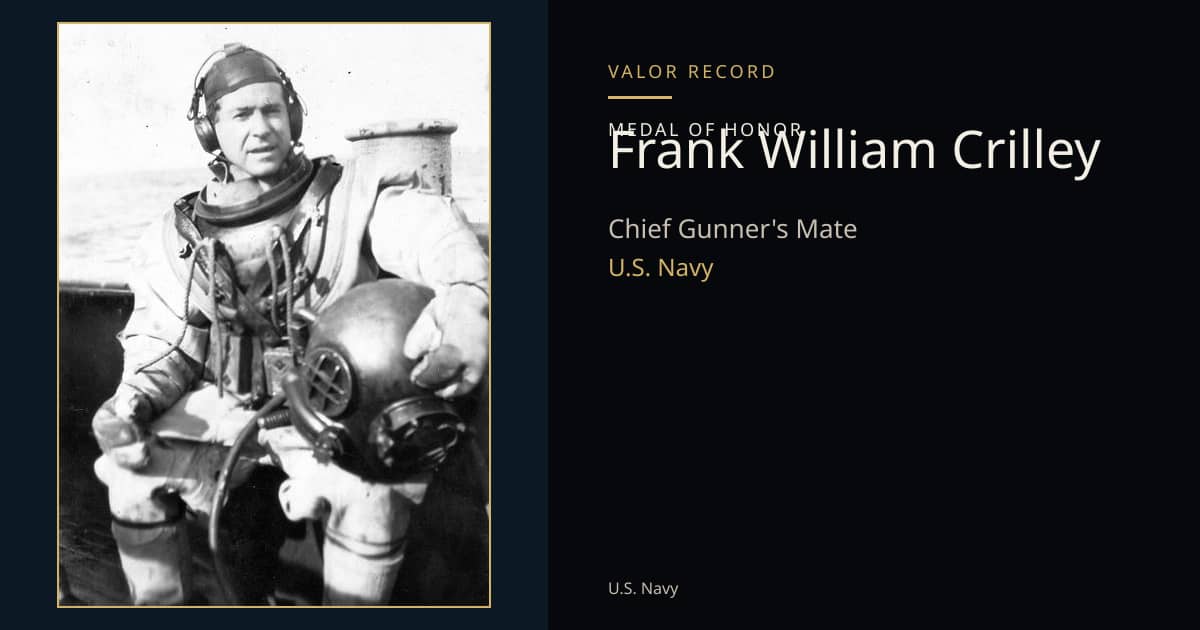 VALOR RECORD
MEDAL OF HONOR
Frank William Crilley
Chief Gunner's Mate
U.S. Navy
U.S. Navy